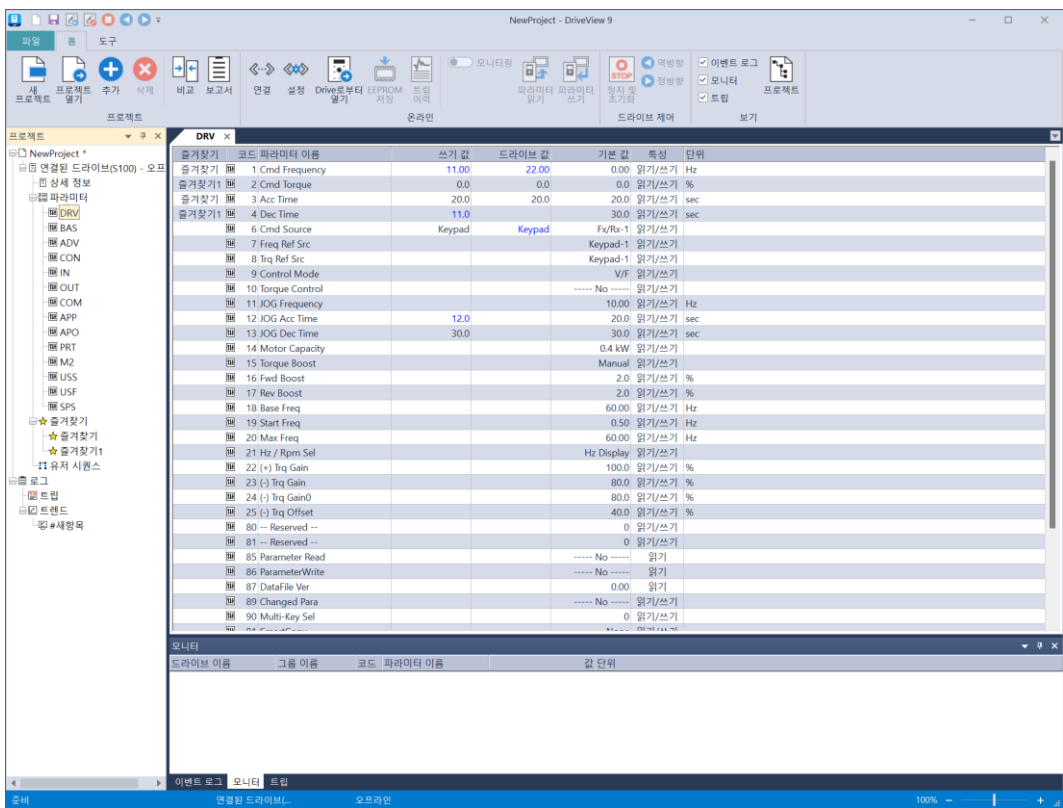 NewProject - DriveView 9
파일 홈 도구
새 프로젝트
프로젝트 열기
추가
삭제
비교
보고서
연결
설정
Drive로부터 열기
EEPROM 저장
트립 이력
모니터링
파라미터 읽기
파라미터 쓰기
정지 및 초기화
STOP
역방향
정방향
이벤트 로그
모니터
트립
프로젝트
프로젝트 온라인 드라이브 제어 보기
프로젝트
NewProject *
연결된 드라이브(S100) - 오프
상세 정보
파라미터
DRV
BAS
ADV
CON
IN
OUT
COM
APP
APO
PRT
M2
USS
USF
SPS
즐겨찾기
즐겨찾기
즐겨찾기1
유저 시퀀스
로그
트립
트렌드
#새항목
DRV
즐겨찾기 코드 파라미터 이름 쓰기 값 드라이브 값 기본 값 특성 단위
즐겨찾기 1 Cmd Frequency 11.00 22.00 0.00 읽기/쓰기 Hz
즐겨찾기1 2 Cmd Torque 0.0 0.0 0.0 읽기/쓰기 %
즐겨찾기 3 Acc Time 20.0 20.0 20.0 읽기/쓰기 sec
즐겨찾기1 4 Dec Time 11.0 30.0 읽기/쓰기 sec
6 Cmd Source Keypad Keypad Fx/Rx-1 읽기/쓰기
7 Freq Ref Src Keypad-1 읽기/쓰기
8 Trq Ref Src Keypad-1 읽기/쓰기
9 Control Mode V/F 읽기/쓰기
10 Torque Control ----- No ----- 읽기/쓰기
11 JOG Frequency 10.00 읽기/쓰기 Hz
12 JOG Acc Time 12.0 20.0 읽기/쓰기 sec
13 JOG Dec Time 30.0 30.0 읽기/쓰기 sec
14 Motor Capacity 0.4 kW 읽기/쓰기
15 Torque Boost Manual 읽기/쓰기
16 Fwd Boost 2.0 읽기/쓰기 %
17 Rev Boost 2.0 읽기/쓰기 %
18 Base Freq 60.00 읽기/쓰기 Hz
19 Start Freq 0.50 읽기/쓰기 Hz
20 Max Freq 60.00 읽기/쓰기 Hz
21 Hz / Rpm Sel Hz Display 읽기/쓰기
22 (+) Trq Gain 100.0 읽기/쓰기 %
23 (-) Trq Gain 80.0 읽기/쓰기 %
24 (-) Trq Gain0 80.0 읽기/쓰기 %
25 (-) Trq Offset 40.0 읽기/쓰기 %
80 -- Reserved -- 0 읽기/쓰기
81 -- Reserved -- 0 읽기/쓰기
85 Parameter Read ----- No ----- 읽기
86 ParameterWrite ----- No ----- 읽기
87 DataFile Ver 0.00 읽기
89 Changed Para ----- No ----- 읽기/쓰기
90 Multi-Key Sel 0 읽기/쓰기
모니터
드라이브 이름 그룹 이름 코드 파라미터 이름 값 단위
이벤트 로그 모니터 트립
준비 연결된 드라이브(... 오프라인 100%